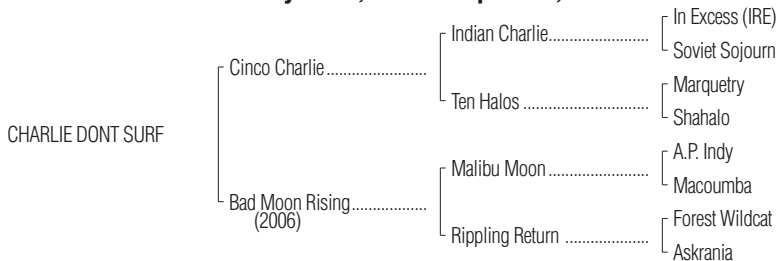 In Excess (IRE)
Indian Charlie....................
Soviet Sojourn
Cinco Charlie ....................
Marquetry
Ten Halos .........................
Shahalo
CHARLIE DONT SURF
A.P. Indy
Malibu Moon....................
Macoumba
Bad Moon Rising...............
(2006)
Forest Wildcat
Rippling Return .................
Askrania